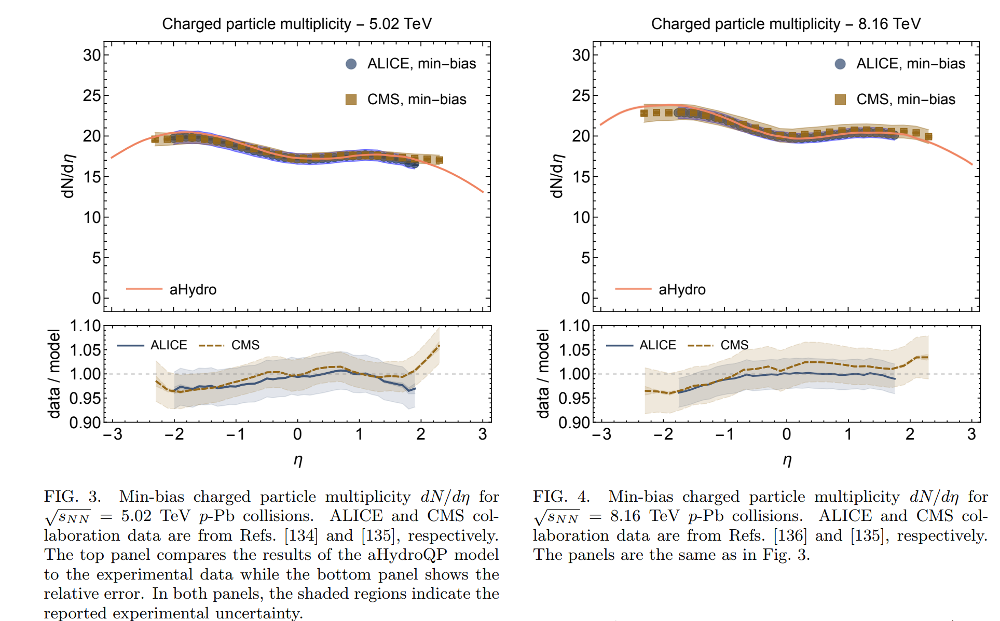 Charged particle multiplicity – 5.02 TeV
30
25
20
15
10
5
0
dN/dη
ALICE, min–bias
CMS, min–bias
aHydro
1.10
1.05
1.00
0.95
0.90
data / model
ALICE
CMS
−3 −2 −1 0 1 2 3
η
FIG. 3. Min-bias charged particle multiplicity dN/dη for
√sNN = 5.02 TeV p-Pb collisions. ALICE and CMS col-
laboration data are from Refs. [134] and [135], respectively.
The top panel compares the results of the aHydroQP model
to the experimental data while the bottom panel shows the
relative error. In both panels, the shaded regions indicate the
reported experimental uncertainty.
Charged particle multiplicity – 8.16 TeV
30
25
20
15
10
5
0
dN/dη
ALICE, min–bias
CMS, min–bias
aHydro
1.10
1.05
1.00
0.95
0.90
data / model
ALICE
CMS
−3 −2 −1 0 1 2 3
η
FIG. 4. Min-bias charged particle multiplicity dN/dη for
√sNN = 8.16 TeV p-Pb collisions. ALICE and CMS col-
laboration data are from Refs. [136] and [135], respectively.
The panels are the same as in Fig. 3.